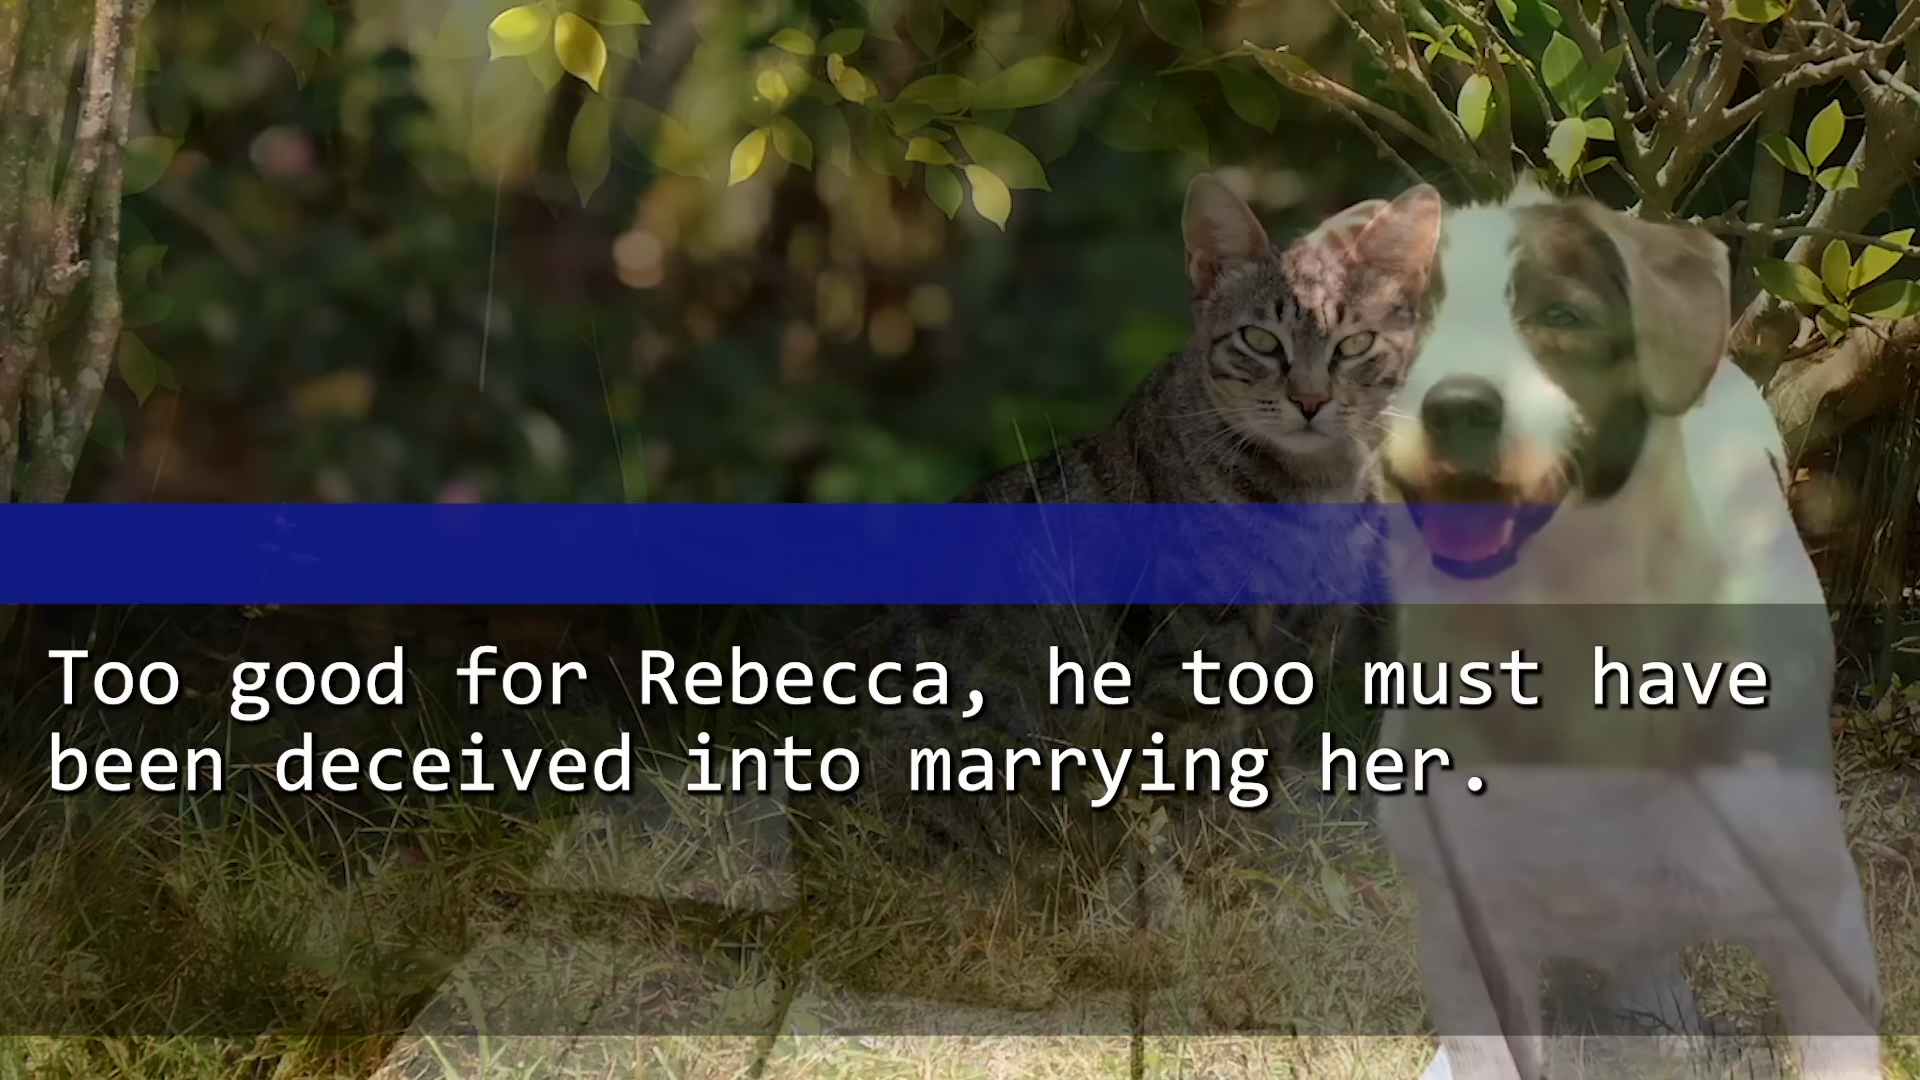 Too good for Rebecca, he too must have
been deceived into marrying her.